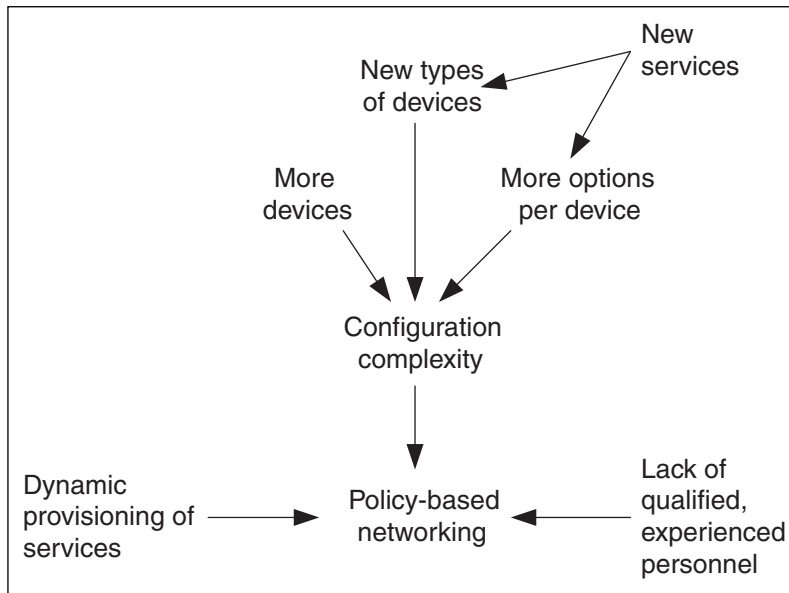 New
services
New types
of devices
More
devices
More options
per device
Configuration
complexity
Dynamic
provisioning of
services
Policy-based
networking
Lack of
qualified,
experienced
personnel